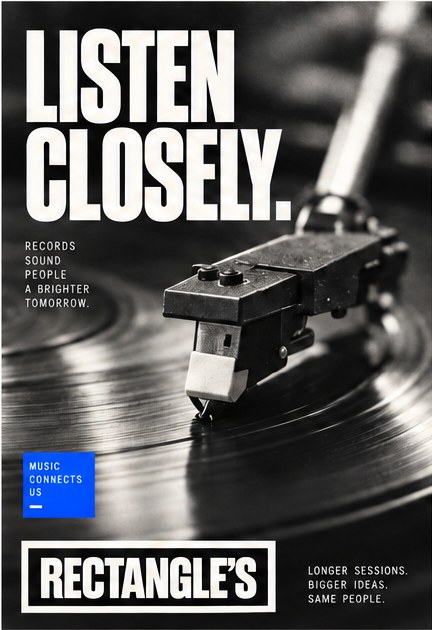 LISTEN
CLOSELY.
RECORDS
SOUND
PEOPLE
A BRIGHTER
TOMORROW.
MUSIC
CONNECTS
US
RECTANGLE'S
LONGER SESSIONS.
BIGGER IDEAS.
SAME PEOPLE.